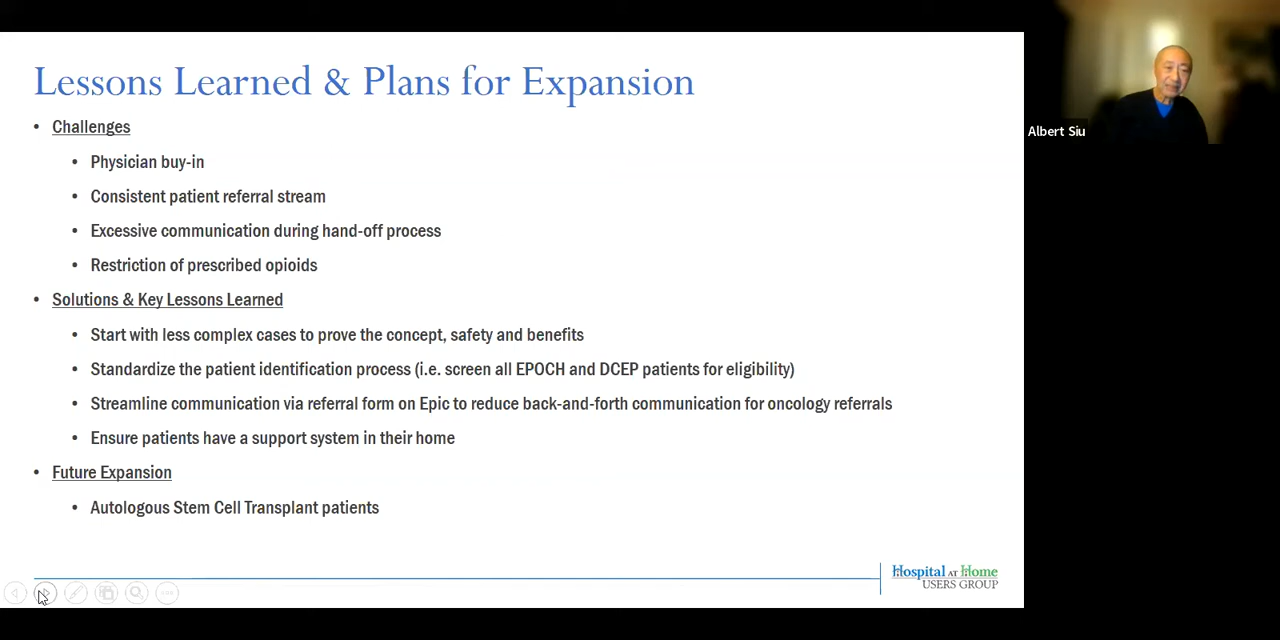 Lessons Learned & Plans for Expansion
• Challenges
• Physician buy-in
• Consistent patient referral stream
• Excessive communication during hand-off process
• Restriction of prescribed opioids
• Solutions & Key Lessons Learned
• Start with less complex cases to prove the concept, safety and benefits
• Standardize the patient identification process (i.e. screen all EPOCH and DCEP patients for eligibility)
• Streamline communication via referral form on Epic to reduce back-and-forth communication for oncology referrals
• Ensure patients have a support system in their home
• Future Expansion
• Autologous Stem Cell Transplant patients
Hospital AT Home
USERS GROUP
Albert Siu